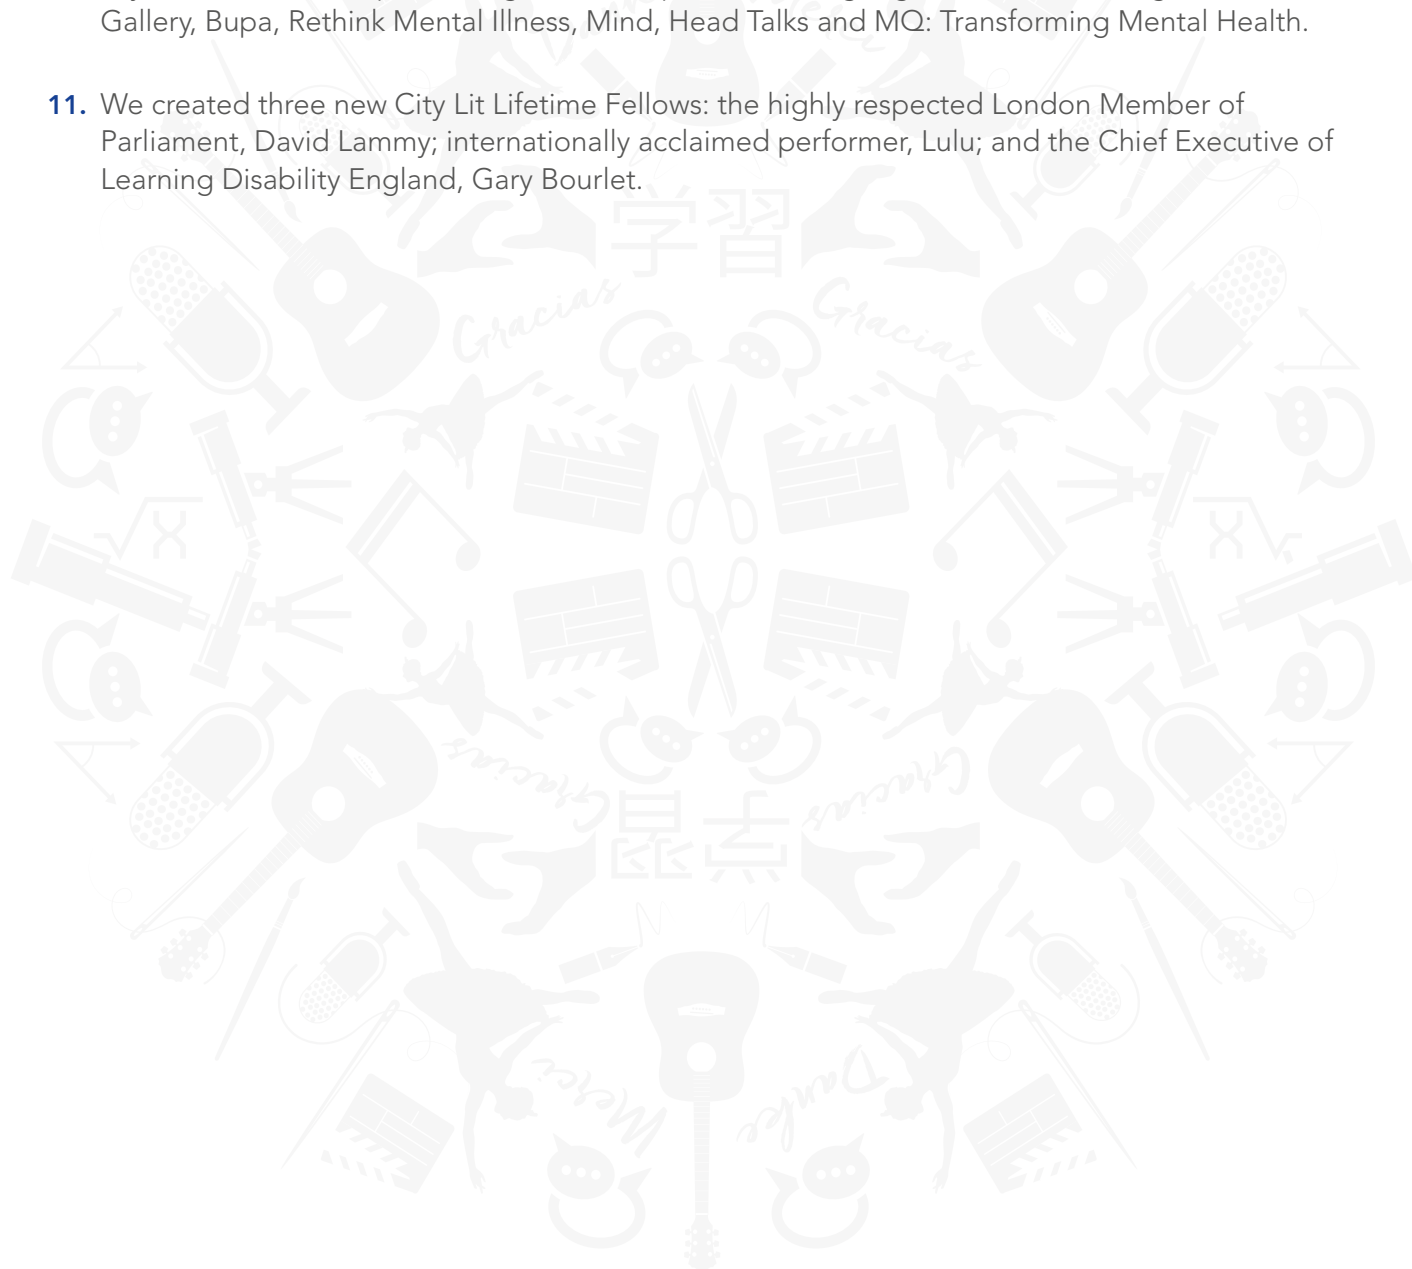 Gallery, Bupa, Rethink Mental Illness, Mind, Head Talks and MQ: Transforming Mental Health.
11. We created three new City Lit Lifetime Fellows: the highly respected London Member of
Parliament, David Lammy; internationally acclaimed performer, Lulu; and the Chief Executive of
Learning Disability England, Gary Bourlet.
学習
Gracias Gracias
√x √x
Gracias Gracias
学習
Merci Danke